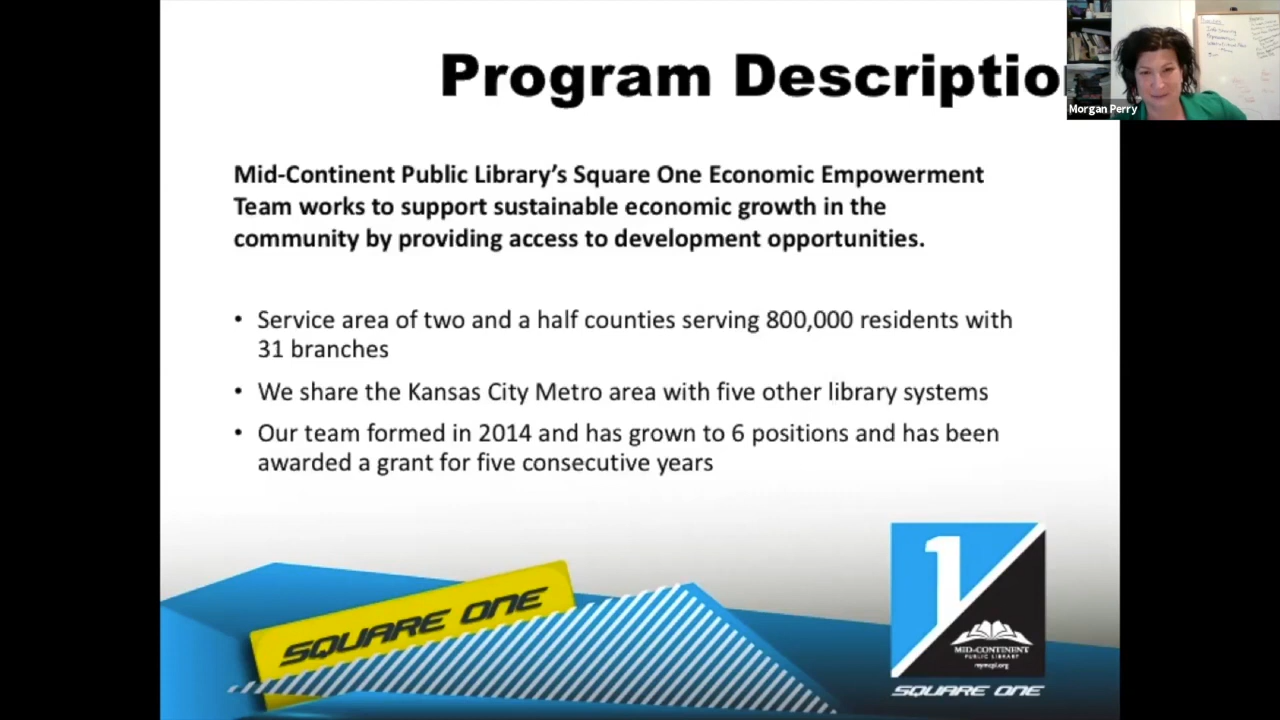 Program Descriptio
Morgan Perry
Mid-Continent Public Library's Square One Economic Empowerment
Team works to support sustainable economic growth in the
community by providing access to development opportunities.
• Service area of two and a half counties serving 800,000 residents with
31 branches
• We share the Kansas City Metro area with five other library systems
• Our team formed in 2014 and has grown to 6 positions and has been
awarded a grant for five consecutive years
SQUARE ONE
1
MID-CONTINENT
PUBLIC LIBRARY
mymcpl.org
SQUARE ONE